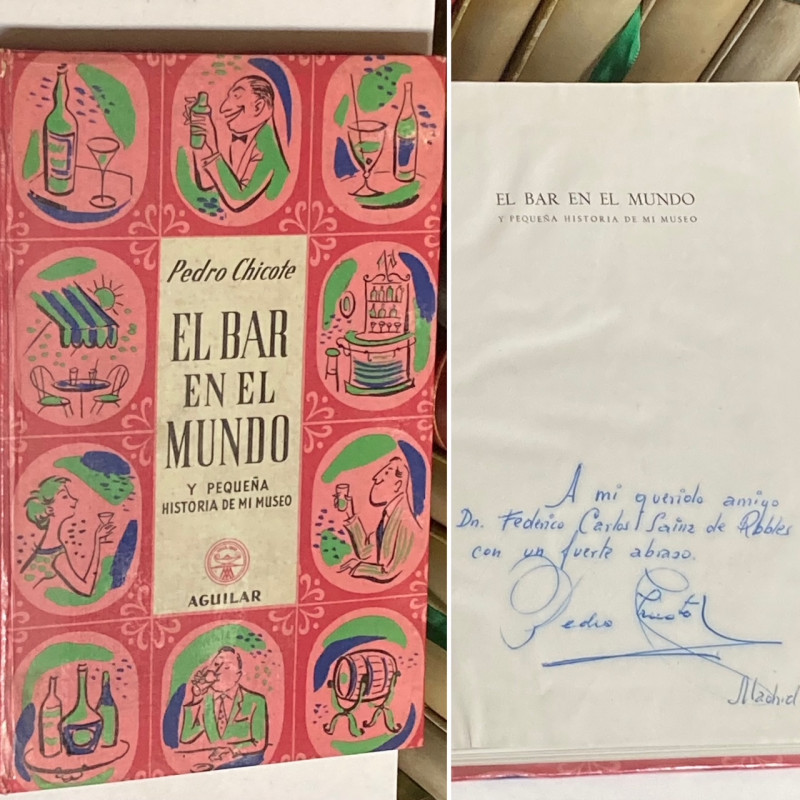 Pedro Chicote
EL BAR
EN EL
MUNDO
Y PEQUEÑA
HISTORIA DE MI MUSEO
AGUILAR
EL BAR EN EL MUNDO
Y PEQUEÑA HISTORIA DE MI MUSEO
A mi querido amigo
Dn. Federico Carlos Sainz de Robles
con un fuerte abrazo.
Pedro Chicote
Madrid